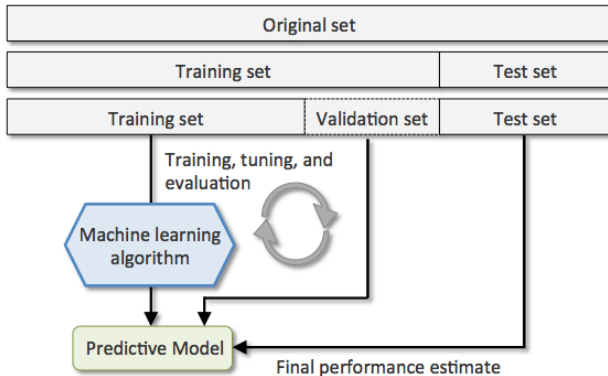 Original set
Training set
Test set
Training set
Validation set
Test set
Training, tuning, and
evaluation
Machine learning
algorithm
Predictive Model
Final performance estimate